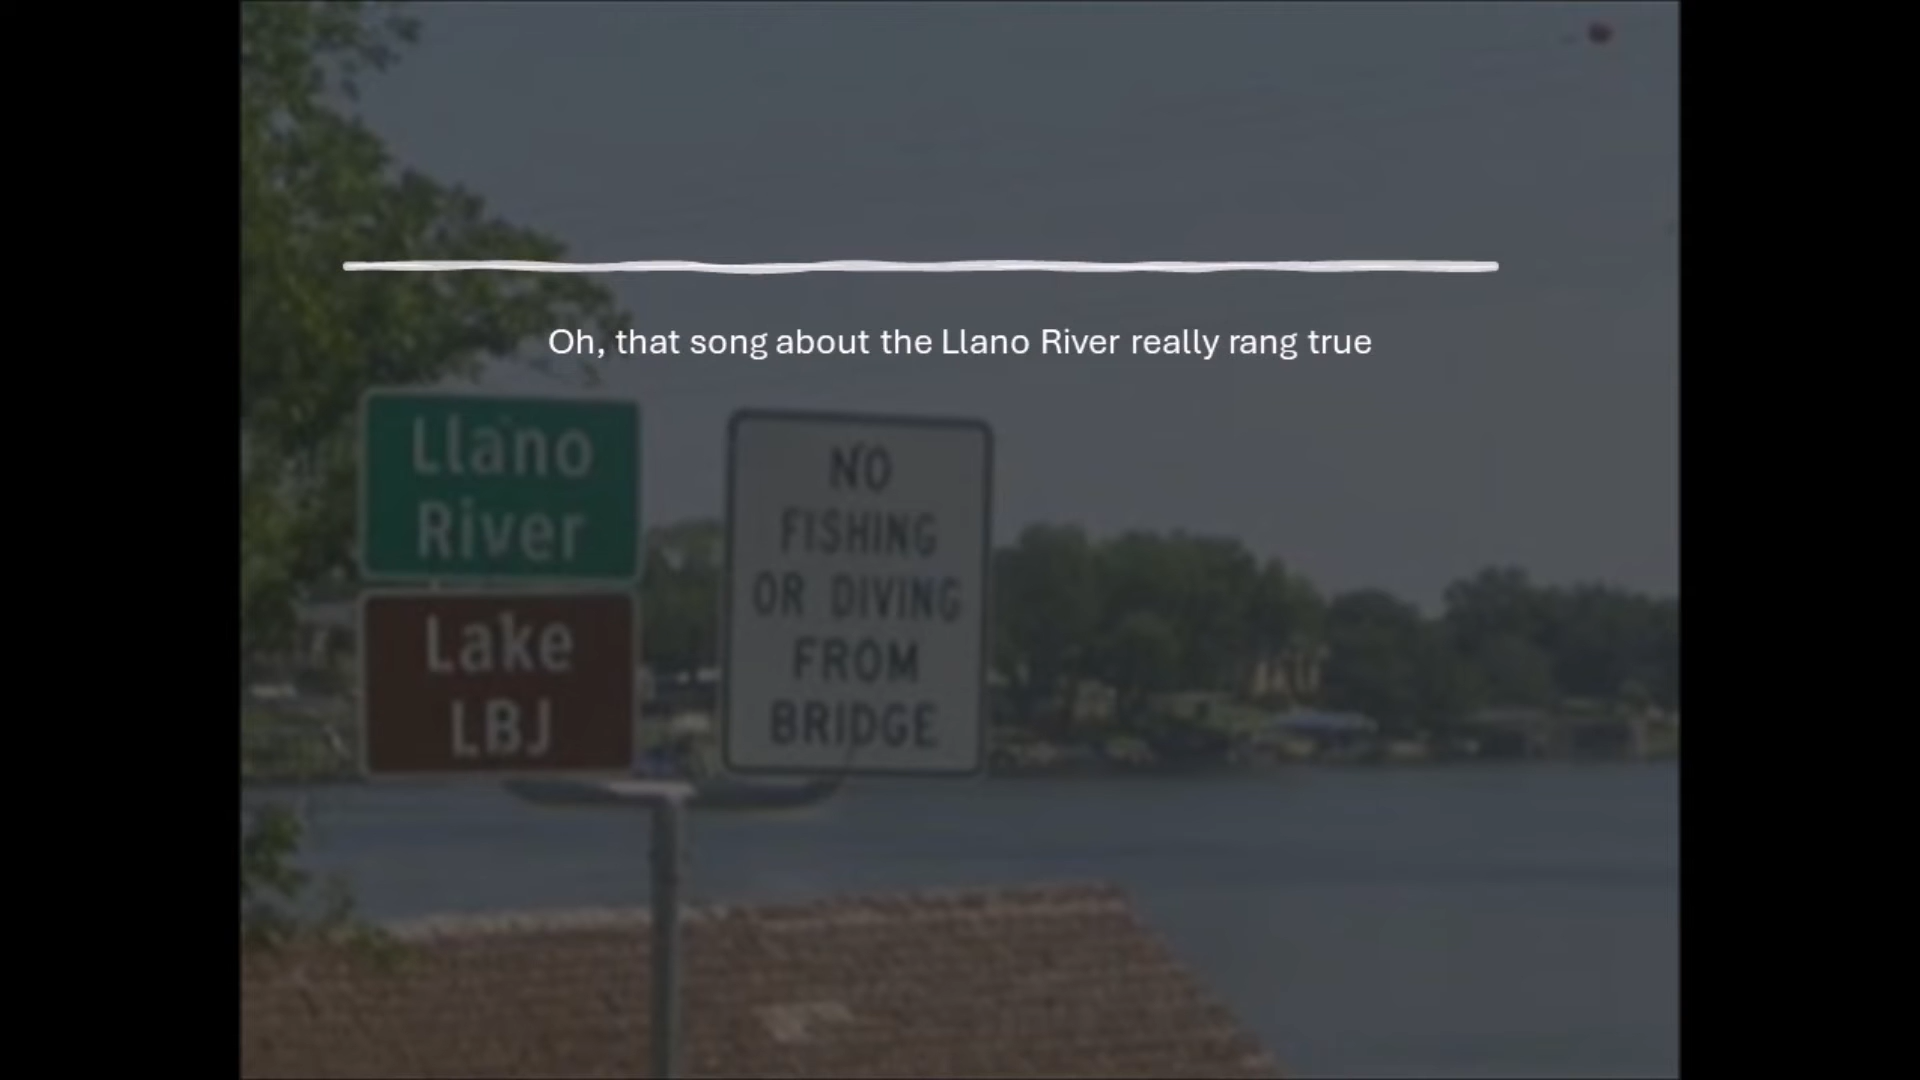 Oh, that song about the Llano River really rang true
Llano
River
Lake
LBJ
NO
FISHING
OR DIVING
FROM
BRIDGE